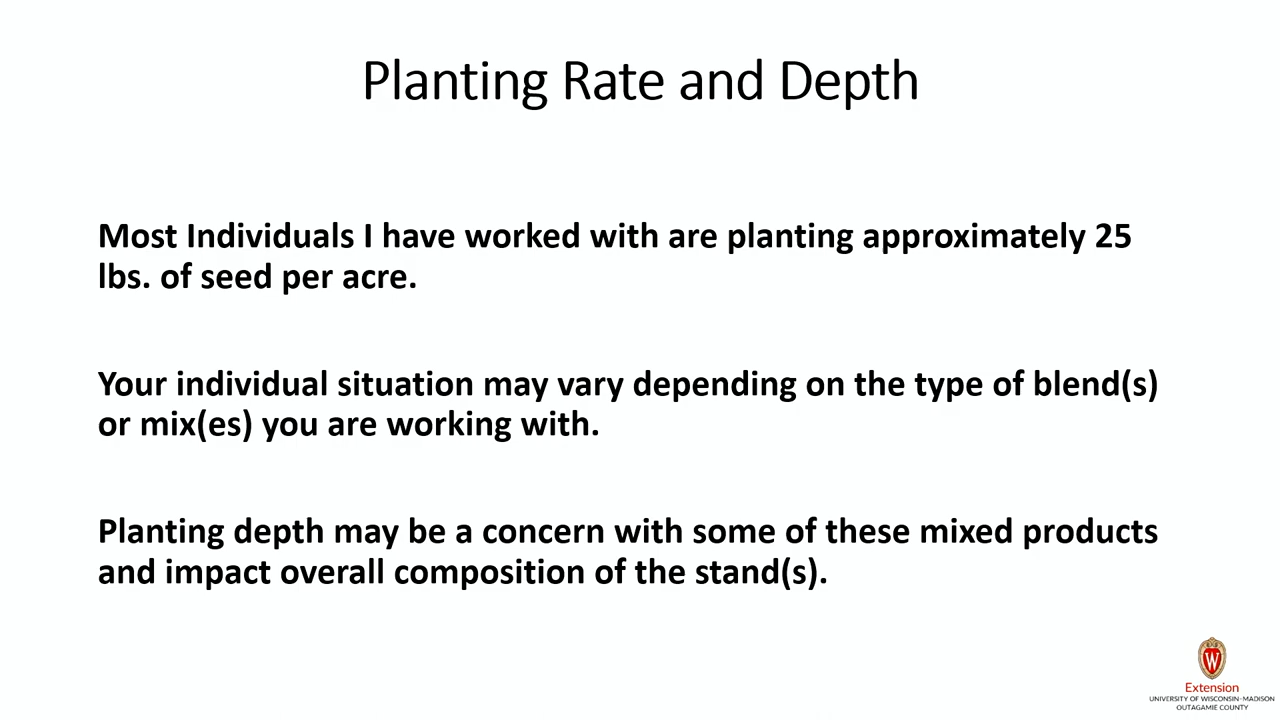 Planting Rate and Depth
Most Individuals I have worked with are planting approximately 25
lbs. of seed per acre.
Your individual situation may vary depending on the type of blend(s)
or mix(es) you are working with.
Planting depth may be a concern with some of these mixed products
and impact overall composition of the stand(s).
W
Extension
UNIVERSITY OF WISCONSIN-MADISON
OUTAGAMIE COUNTY